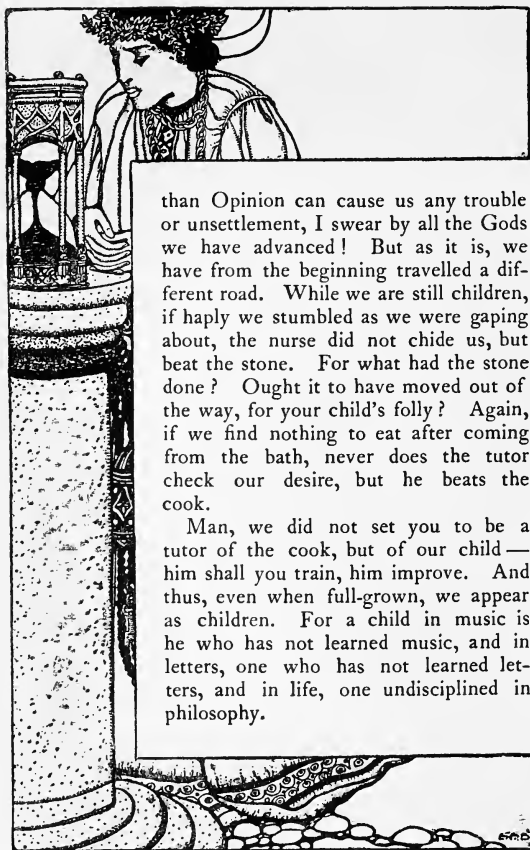 than Opinion can cause us any trouble
or unsettlement, I swear by all the Gods
we have advanced! But as it is, we
have from the beginning travelled a dif-
ferent road. While we are still children,
if haply we stumbled as we were gaping
about, the nurse did not chide us, but
beat the stone. For what had the stone
done? Ought it to have moved out of
the way, for your child's folly? Again,
if we find nothing to eat after coming
from the bath, never does the tutor
check our desire, but he beats the
cook.
Man, we did not set you to be a
tutor of the cook, but of our child—
him shall you train, him improve. And
thus, even when full-grown, we appear
as children. For a child in music is
he who has not learned music, and in
letters, one who has not learned let-
ters, and in life, one undisciplined in
philosophy.